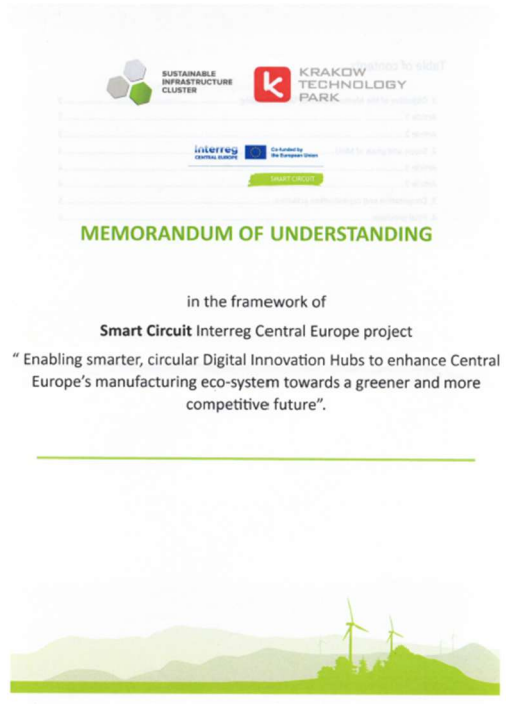 SUSTAINABLE
INFRASTRUCTURE
CLUSTER
KRAKOW
TECHNOLOGY
PARK
Interreg
CENTRAL EUROPE
Co-funded by
the European Union
SMART CIRCUIT
MEMORANDUM OF UNDERSTANDING
in the framework of
Smart Circuit Interreg Central Europe project
“ Enabling smarter, circular Digital Innovation Hubs to enhance Central
Europe's manufacturing eco-system towards a greener and more
competitive future”.